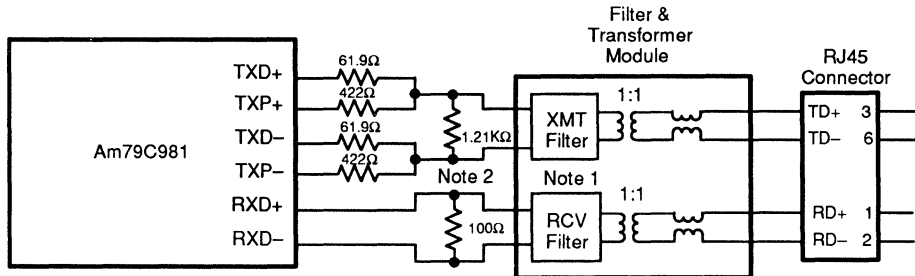 Filter &
Transformer
Module
RJ45
Connector
Am79C981
TXD+
61.9Ω
TXP+
422Ω
TXD–
61.9Ω
TXP–
422Ω
1.21KΩ
XMT
Filter
1:1
TD+ 3
TD– 6
Note 2
Note 1
RXD+
RXD–
100Ω
RCV
Filter
1:1
RD+ 1
RD– 2